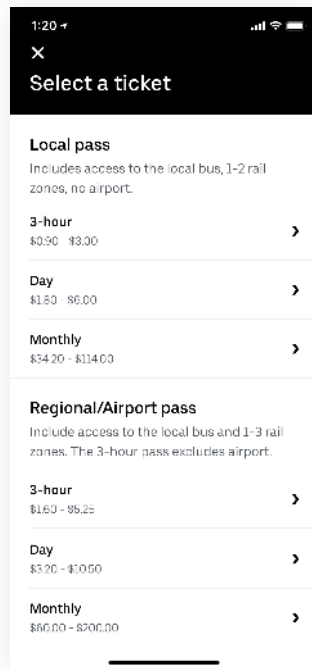 1:20
Select a ticket
Local pass
Includes access to the local bus, 1-2 rail
zones, no airport.
3-hour
$0.90 - $3.00
Day
$1.80 - $6.00
Monthly
$34.20 - $114.00
Regional/Airport pass
Include access to the local bus and 1-3 rail
zones. The 3-hour pass excludes airport.
3-hour
$1.60 - $5.25
Day
$3.20 - $10.50
Monthly
$60.00 - $200.00